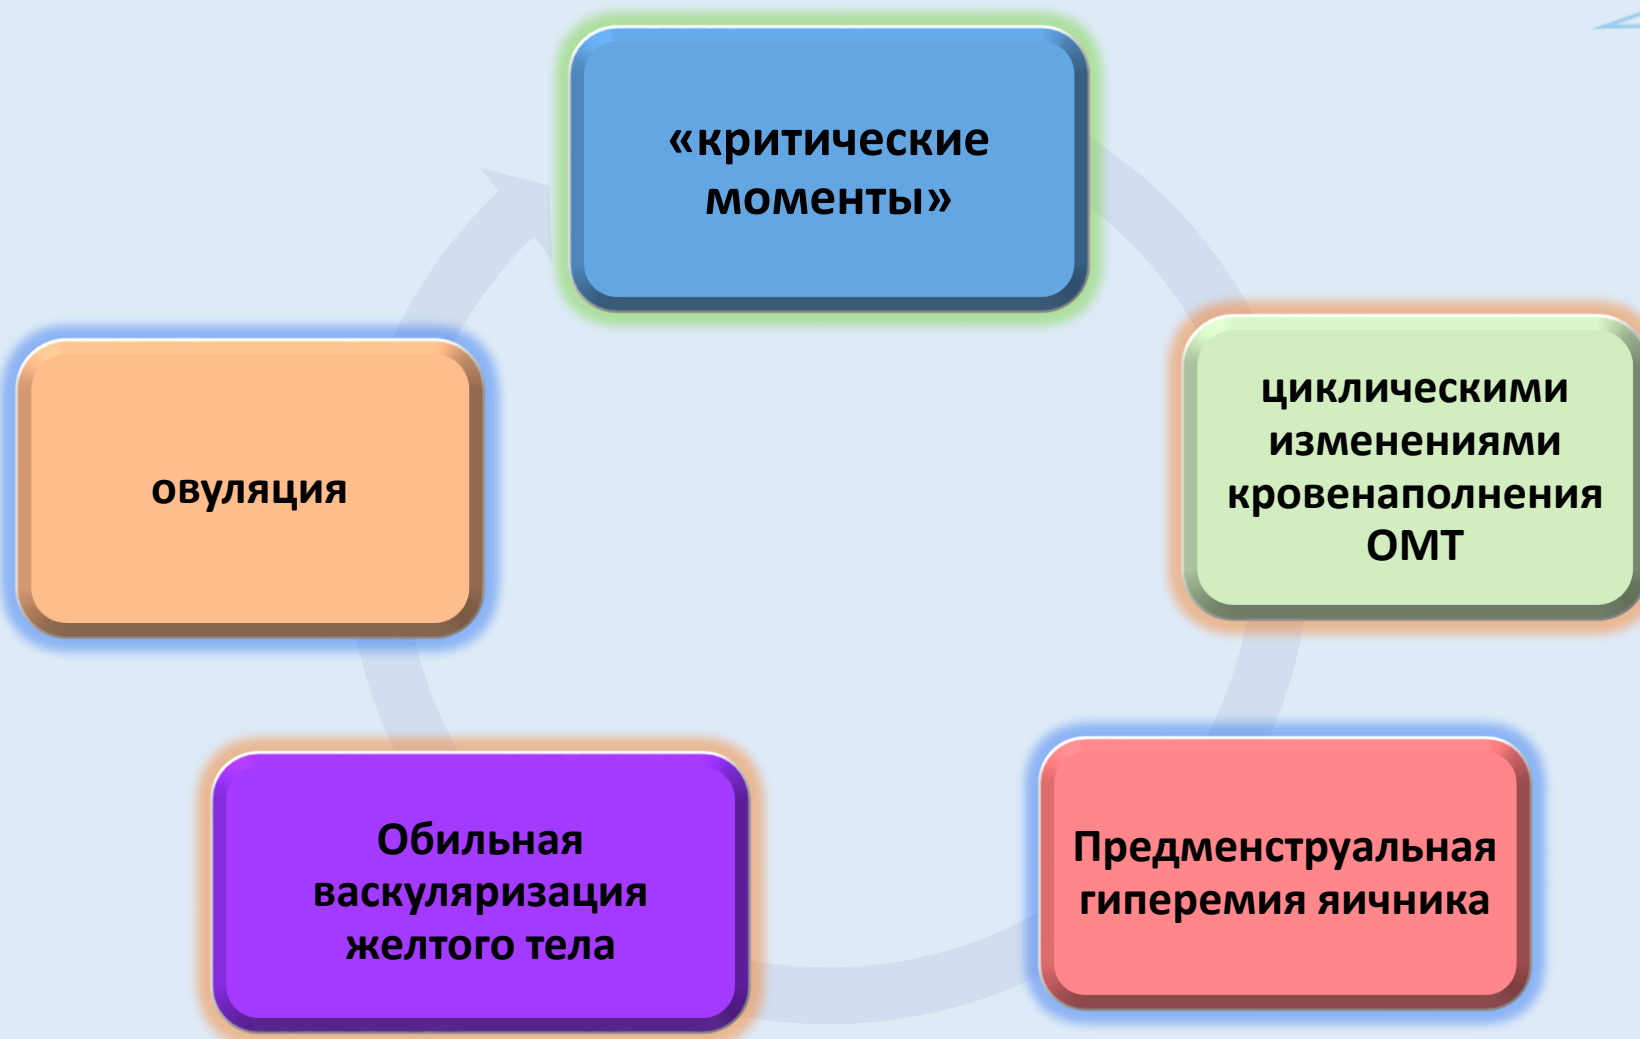 «критические
моменты»
циклическими
изменениями
кровенаполнения
ОМТ
Предменструальная
гиперемия яичника
Обильная
васкуляризация
желтого тела
овуляция